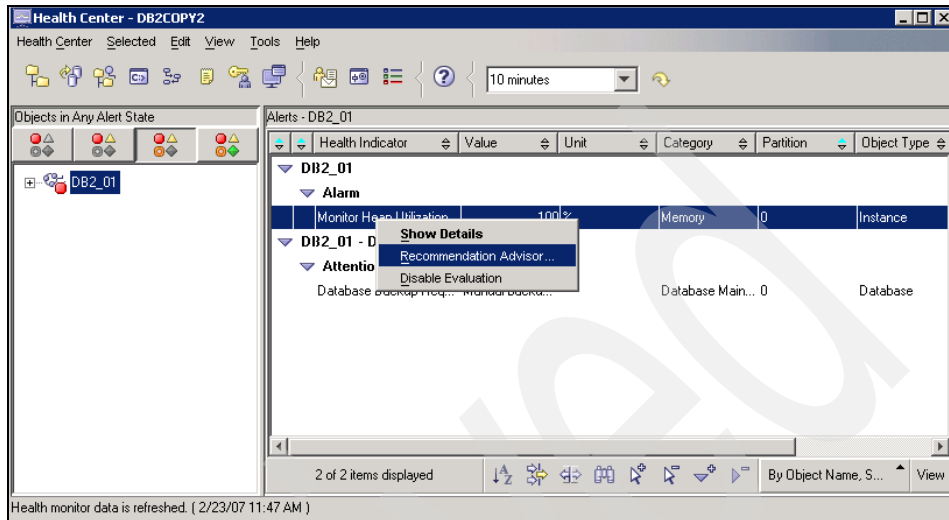 Health Center - DB2COPY2
Health Center Selected Edit View Tools Help
10 minutes
Objects in Any Alert State
Alerts - DB2_01
Health Indicator Value Unit Category Partition Object Type
DB2_01
DB2_01
Alarm
Monitor Heap Utilization 100 % Memory 0 Instance
Show Details
DB2_01 - D
Recommendation Advisor...
Attentio
Disable Evaluation
Database Database Main... 0 Database
2 of 2 items displayed By Object Name, S... View
Health monitor data is refreshed. ( 2/23/07 11:47 AM )